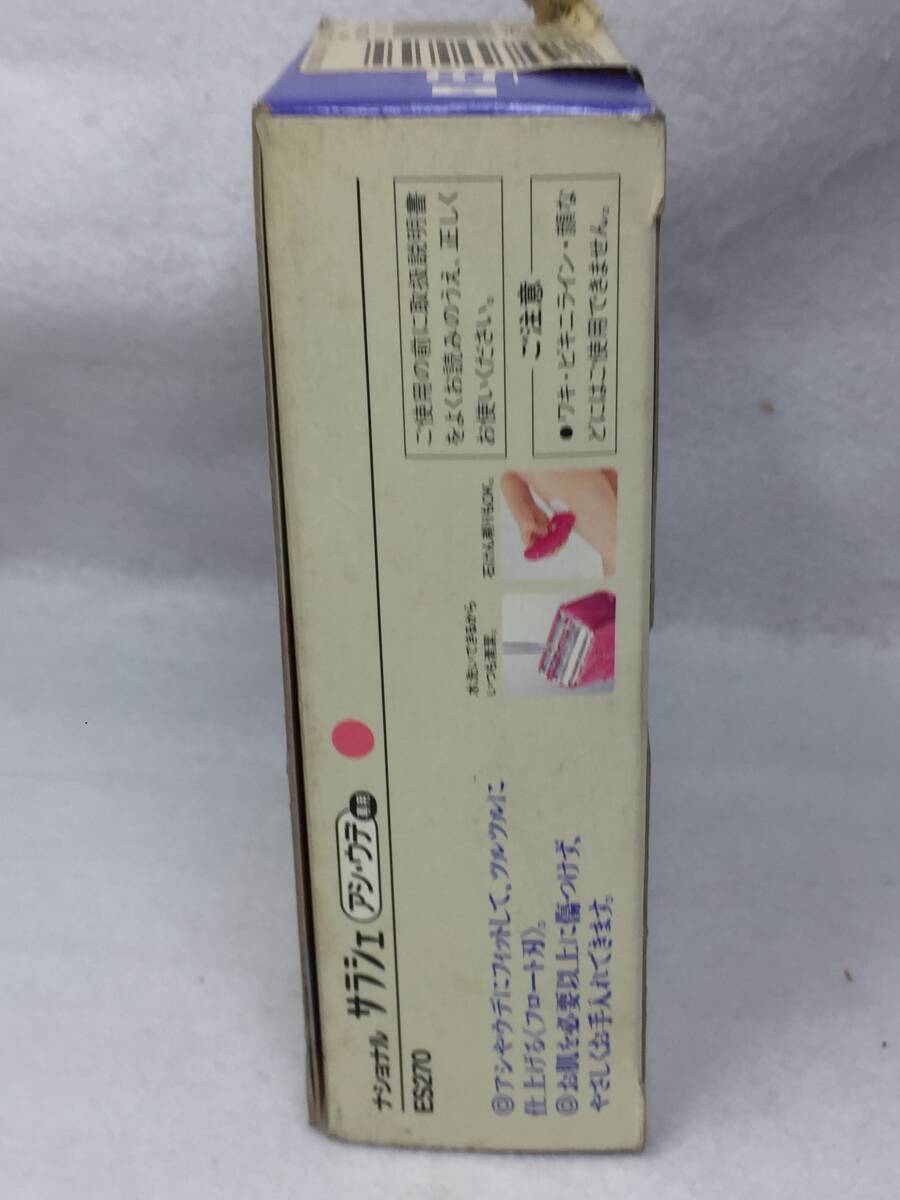 ナショナル サラシェ アシ・ウデ 専用
ES270
◎アシやウデにフィットして、ツルツルに
仕上げる〈フロート刃〉。
◎お肌を必要以上に傷つけず、
やさしくお手入れできます。
水洗いできるから
いつも清潔。
石けん剃りもOK。
ご使用の前に取扱説明書
をよくお読みのうえ、正しく
お使いください。
ご注意
●ワキ・ビキニライン・顔な
どにはご使用できません。